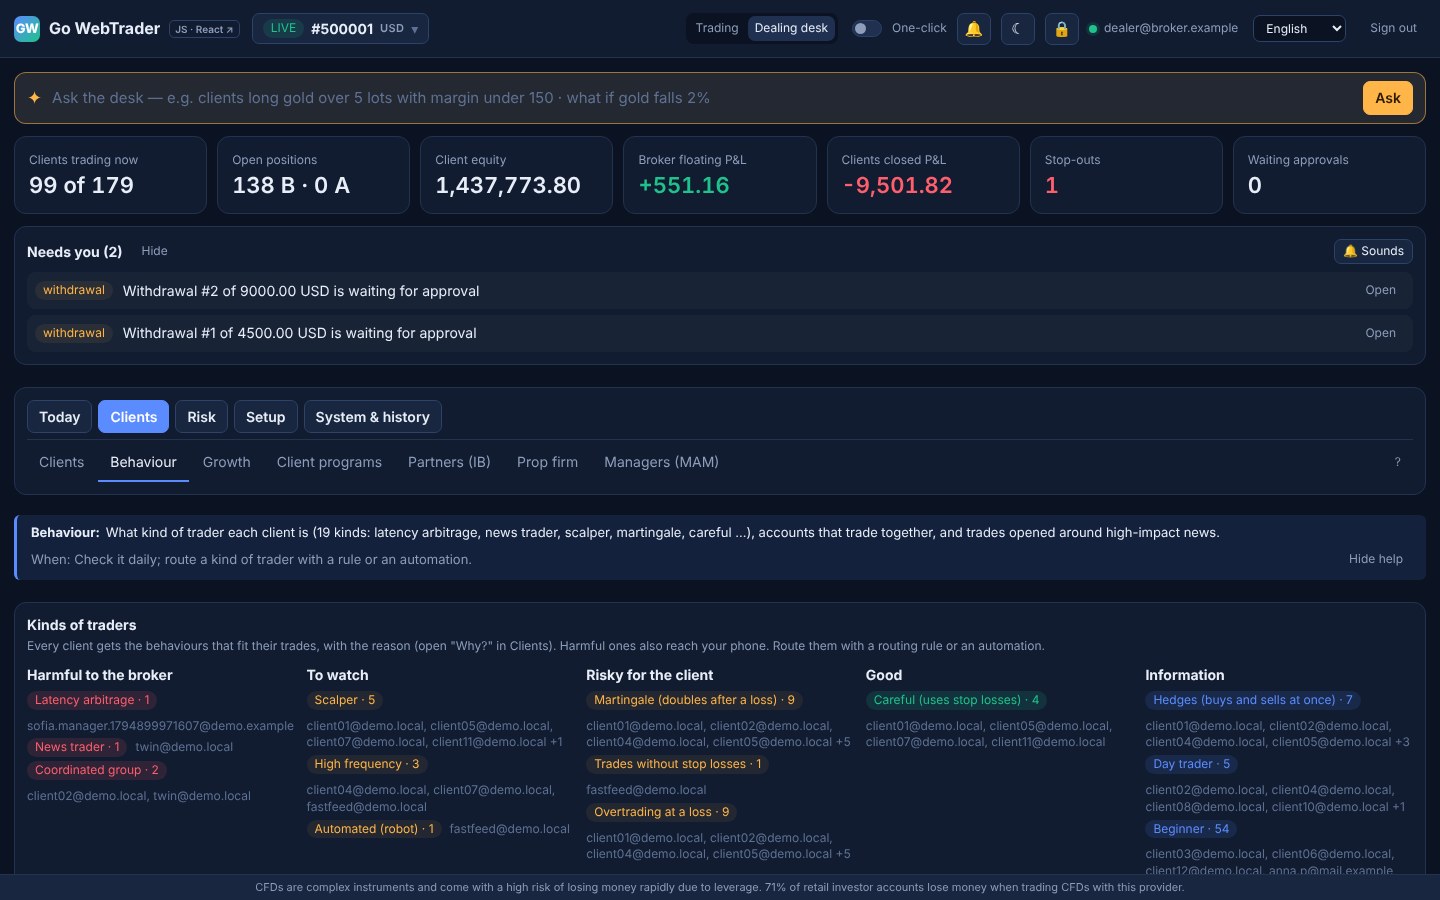 GW Go WebTrader JS · React ↗ LIVE #500001 USD ▾ Trading Dealing desk One-click dealer@broker.example English Sign out
Ask the desk — e.g. clients long gold over 5 lots with margin under 150 · what if gold falls 2% Ask
Clients trading now
99 of 179
Open positions
138 B · 0 A
Client equity
1,437,773.80
Broker floating P&L
+551.16
Clients closed P&L
-9,501.82
Stop-outs
1
Waiting approvals
0
Needs you (2) Hide Sounds
withdrawal Withdrawal #2 of 9000.00 USD is waiting for approval Open
withdrawal Withdrawal #1 of 4500.00 USD is waiting for approval Open
Today Clients Risk Setup System & history
Clients Behaviour Growth Client programs Partners (IB) Prop firm Managers (MAM) ?
Behaviour: What kind of trader each client is (19 kinds: latency arbitrage, news trader, scalper, martingale, careful ...), accounts that trade together, and trades opened around high-impact news.
When: Check it daily; route a kind of trader with a rule or an automation. Hide help
Kinds of traders
Every client gets the behaviours that fit their trades, with the reason (open "Why?" in Clients). Harmful ones also reach your phone. Route them with a routing rule or an automation.
Harmful to the broker
Latency arbitrage · 1
sofia.manager.1794899971607@demo.example
News trader · 1 twin@demo.local
Coordinated group · 2
client02@demo.local, twin@demo.local
To watch
Scalper · 5
client01@demo.local, client05@demo.local,
client07@demo.local, client11@demo.local +1
High frequency · 3
client04@demo.local, client07@demo.local,
fastfeed@demo.local
Automated (robot) · 1 fastfeed@demo.local
Risky for the client
Martingale (doubles after a loss) · 9
client01@demo.local, client02@demo.local,
client04@demo.local, client05@demo.local +5
Trades without stop losses · 1
fastfeed@demo.local
Overtrading at a loss · 9
client01@demo.local, client02@demo.local,
client04@demo.local, client05@demo.local +5
Good
Careful (uses stop losses) · 4
client01@demo.local, client05@demo.local,
client07@demo.local, client11@demo.local
Information
Hedges (buys and sells at once) · 7
client01@demo.local, client02@demo.local,
client04@demo.local, client05@demo.local +3
Day trader · 5
client02@demo.local, client04@demo.local,
client08@demo.local, client10@demo.local +1
Beginner · 54
client03@demo.local, client06@demo.local,
client12@demo.local, anna.p@mail.example
CFDs are complex instruments and come with a high risk of losing money rapidly due to leverage. 71% of retail investor accounts lose money when trading CFDs with this provider.